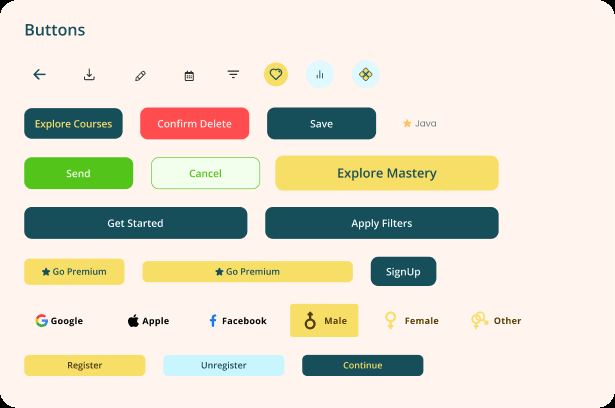 Buttons
Explore Courses
Confirm Delete
Save
Java
Send
Cancel
Explore Mastery
Get Started
Apply Filters
Go Premium
Go Premium
SignUp
Google
Apple
Facebook
Male
Female
Other
Register
Unregister
Continue